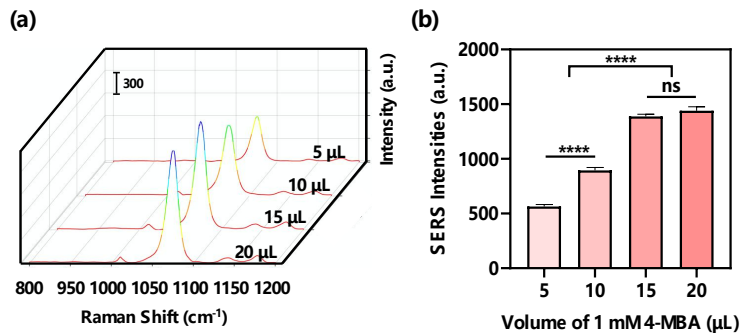 (a)
300
Intensity (a.u.)
5 µL
10 µL
15 µL
20 µL
800 950 1000 1050 1100 1150 1200
Raman Shift (cm⁻¹)
(b)
SERS Intensities (a.u.)
2000
1500
1000
500
0
****
ns
****
5 10 15 20
Volume of 1 mM 4-MBA (µL)